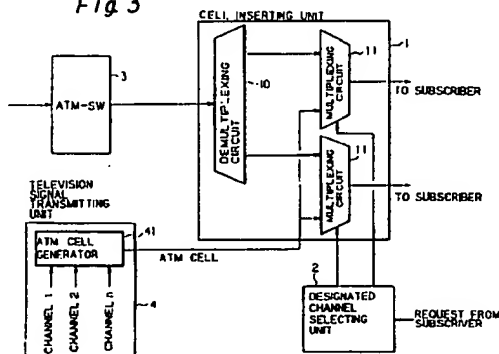 Fig 3
CELL INSERTING UNIT
1
3
ATM-SW
DEMULTIPLEXING
CIRCUIT
10
MULTIPLEXING
CIRCUIT
11
TO SUBSCRIBER
MULTIPLEXING
CIRCUIT
11
TO SUBSCRIBER
TELEVISION
SIGNAL
TRANSMITTING
UNIT
ATM CELL
GENERATOR
41
ATM CELL
CHANNEL 1
CHANNEL 2
CHANNEL n
4
2
DESIGNATED
CHANNEL
SELECTING
UNIT
REQUEST FROM
SUBSCRIVER